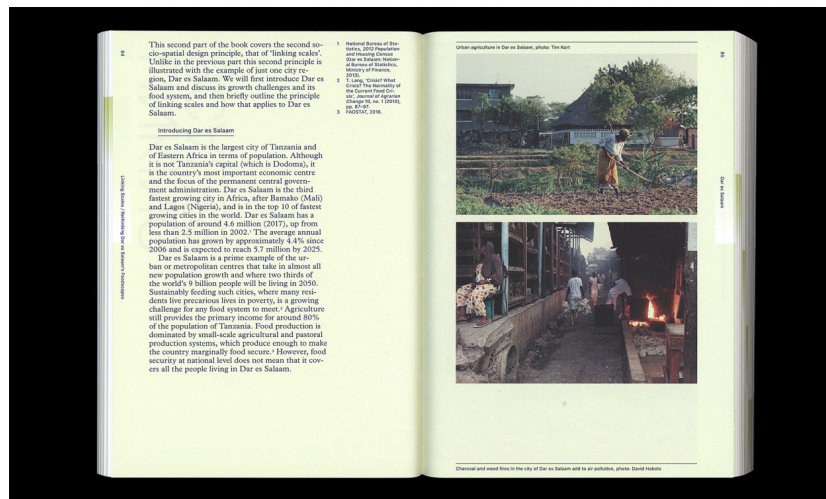 84
Linking Scales / Rethinking Dar es Salaam's Foodscapes
This second part of the book covers the second so-
cio-spatial design principle, that of 'linking scales'.
Unlike in the previous part this second principle is
illustrated with the example of just one city re-
gion, Dar es Salaam. We will first introduce Dar es
Salaam and discuss its growth challenges and its
food system, and then briefly outline the principle
of linking scales and how that applies to Dar es
Salaam.
Introducing Dar es Salaam
Dar es Salaam is the largest city of Tanzania and
of Eastern Africa in terms of population. Although
it is not Tanzania's capital (which is Dodoma), it
is the country's most important economic centre
and the focus of the permanent central govern-
ment administration. Dar es Salaam is the third
fastest growing city in Africa, after Bamako (Mali)
and Lagos (Nigeria), and is in the top 10 of fastest
growing cities in the world. Dar es Salaam has a
population of around 4.6 million (2017), up from
less than 2.5 million in 2002.¹ The average annual
population has grown by approximately 4.4% since
2006 and is expected to reach 5.7 million by 2025.
Dar es Salaam is a prime example of the ur-
ban or metropolitan centres that take in almost all
new population growth and where two thirds of
the world's 9 billion people will be living in 2050.
Sustainably feeding such cities, where many resi-
dents live precarious lives in poverty, is a growing
challenge for any food system to meet.² Agriculture
still provides the primary income for around 80%
of the population of Tanzania. Food production is
dominated by small-scale agricultural and pastoral
production systems, which produce enough to make
the country marginally food secure.³ However, food
security at national level does not mean that it cov-
ers all the people living in Dar es Salaam.
1 National Bureau of Sta-
tistics, 2012 Population
and Housing Census
(Dar es Salaam: Nation-
al Bureau of Statistics,
Ministry of Finance,
2013).
2 T. Lang, 'Crisis? What
Crisis? The Normality of
the Current Food Cri-
sis', Journal of Agrarian
Change 10, no. 1 (2010),
pp. 87–97.
3 FAOSTAT, 2016.
Urban agriculture in Dar es Salaam, photo: Tim Hart
Charcoal and wood fires in the city of Dar es Salaam add to air pollution, photo: David Habets
85
Dar es Salaam